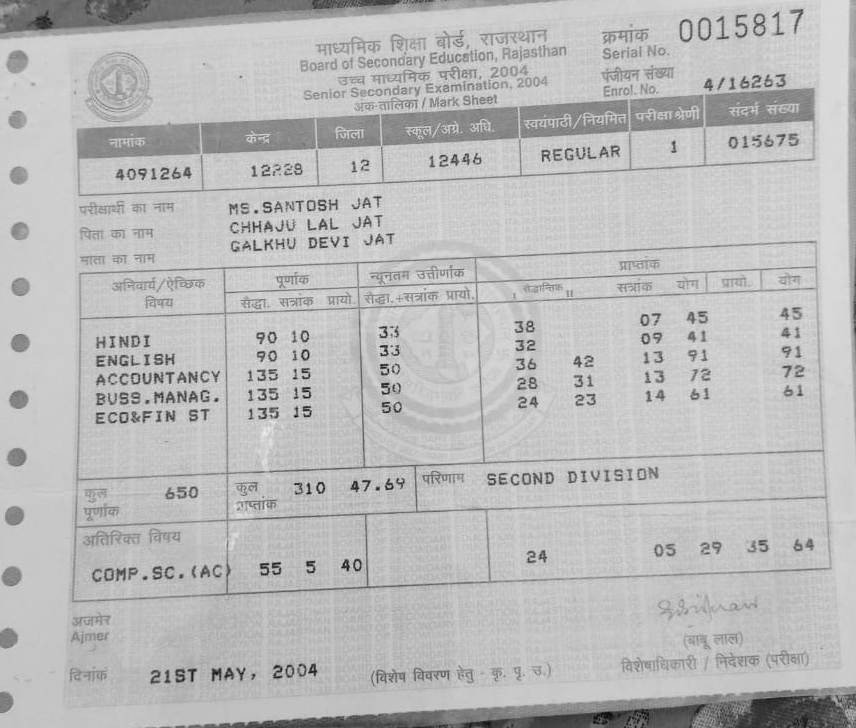 माध्यमिक शिक्षा बोर्ड, राजस्थान
Board of Secondary Education, Rajasthan
उच्च माध्यमिक परीक्षा, 2004
Senior Secondary Examination, 2004
अंक-तालिका / Mark Sheet
क्रमांक 0015817
Serial No.
पंजीयन संख्या
Enrol. No. 4/16263
नामांक केन्द्र जिला स्कूल/अग्रे. अधि. स्वयंपाठी/नियमित परीक्षा श्रेणी संदर्भ संख्या
4091264 12228 12 12446 REGULAR 1 015675
परीक्षार्थी का नाम MS.SANTOSH JAT
पिता का नाम CHHAJU LAL JAT
माता का नाम GALKHU DEVI JAT
अनिवार्य/ऐच्छिक विषय पूर्णांक न्यूनतम उत्तीर्णांक प्राप्तांक
सैद्धा. सत्रांक प्रायो. सैद्धा.+सत्रांक प्रायो. I सैद्धान्तिक II सत्रांक योग प्रायो. योग
HINDI 90 10 33 38 07 45 45
ENGLISH 90 10 33 32 09 41 41
ACCOUNTANCY 135 15 50 36 42 13 91 91
BUSS.MANAG. 135 15 50 28 31 13 72 72
ECO&FIN ST 135 15 50 24 23 14 61 61
कुल पूर्णांक 650 कुल प्राप्तांक 310 47.69 परिणाम SECOND DIVISION
अतिरिक्त विषय
COMP.SC.(AC) 55 5 40 24 05 29 35 64
अजमेर
Ajmer
(बाबू लाल)
दिनांक 21ST MAY, 2004 (विशेष विवरण हेतु - कृ. पृ. उ.) विशेषाधिकारी / निदेशक (परीक्षा)